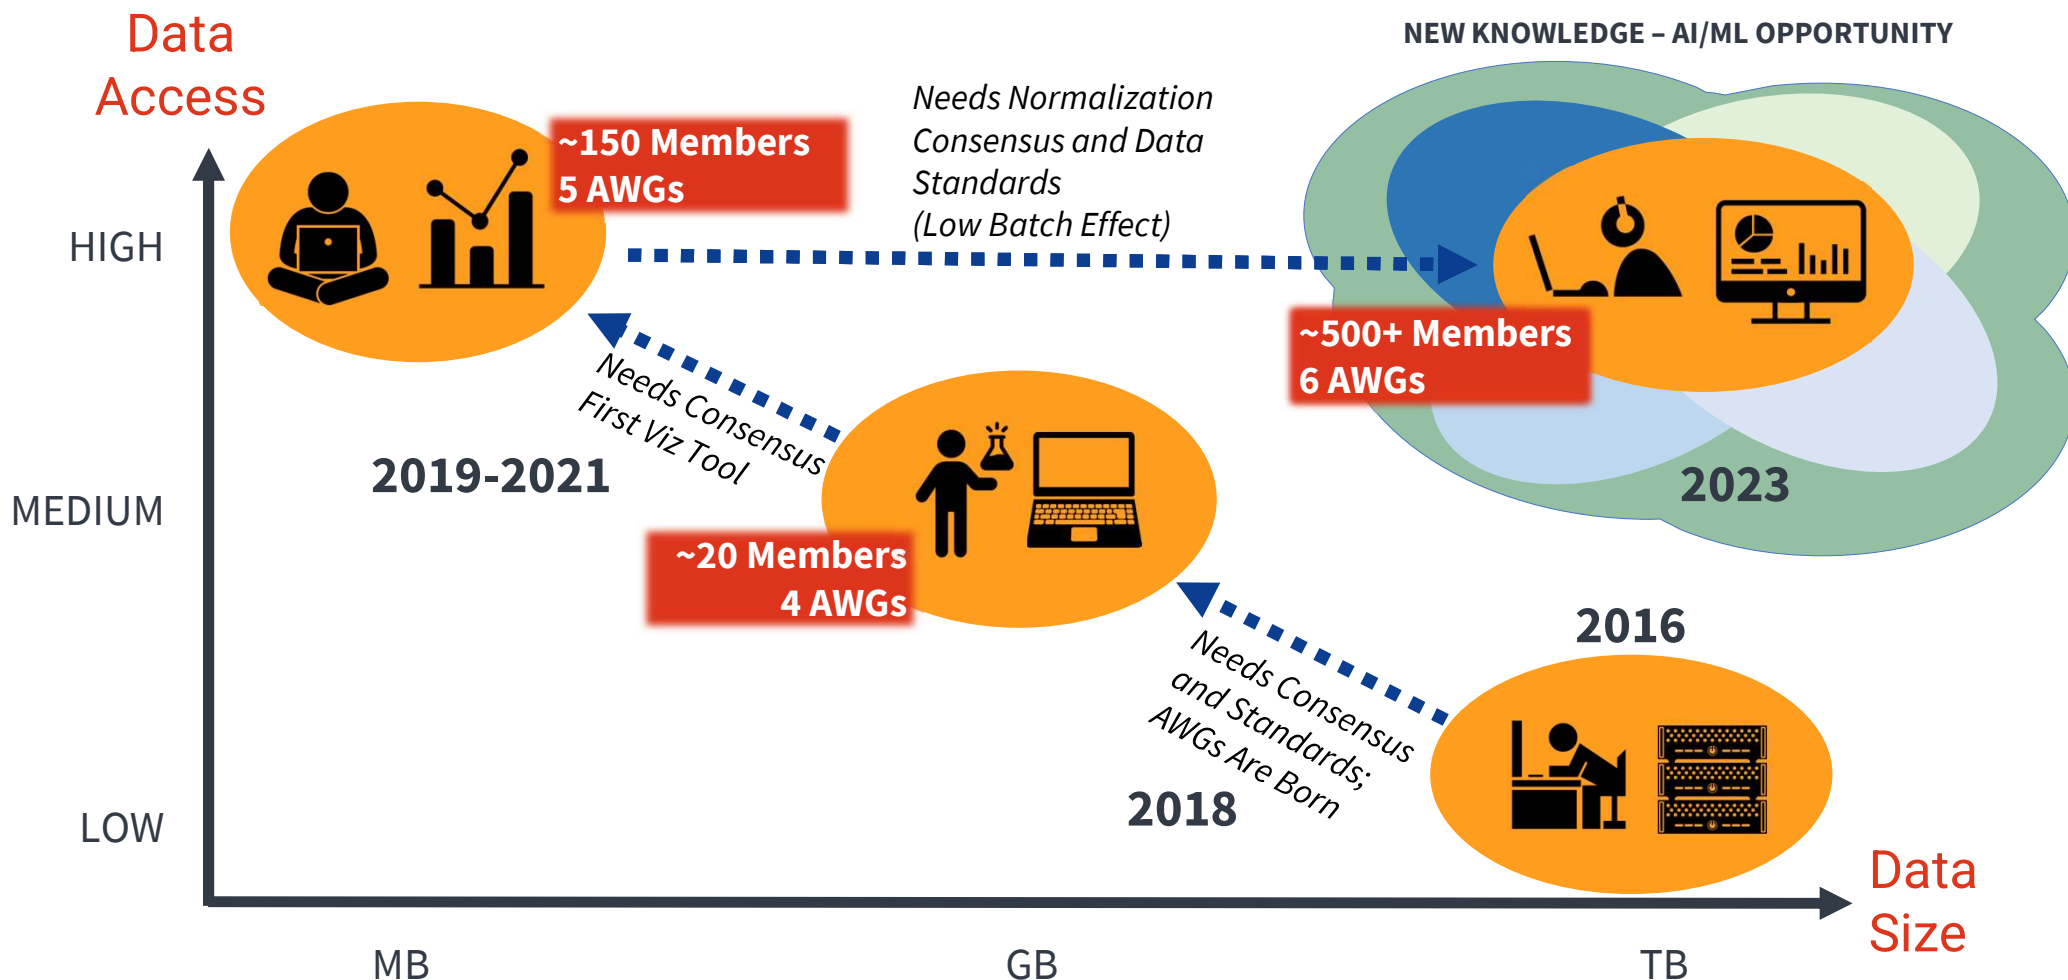 Data
Access
NEW KNOWLEDGE – AI/ML OPPORTUNITY
Needs Normalization
Consensus and Data
Standards
(Low Batch Effect)
~150 Members
5 AWGs
HIGH
~500+ Members
6 AWGs
Needs Consensus
First Viz Tool
2019-2021
2023
MEDIUM
~20 Members
4 AWGs
2016
Needs Consensus
and Standards;
AWGs Are Born
2018
LOW
Data
Size
MB
GB
TB